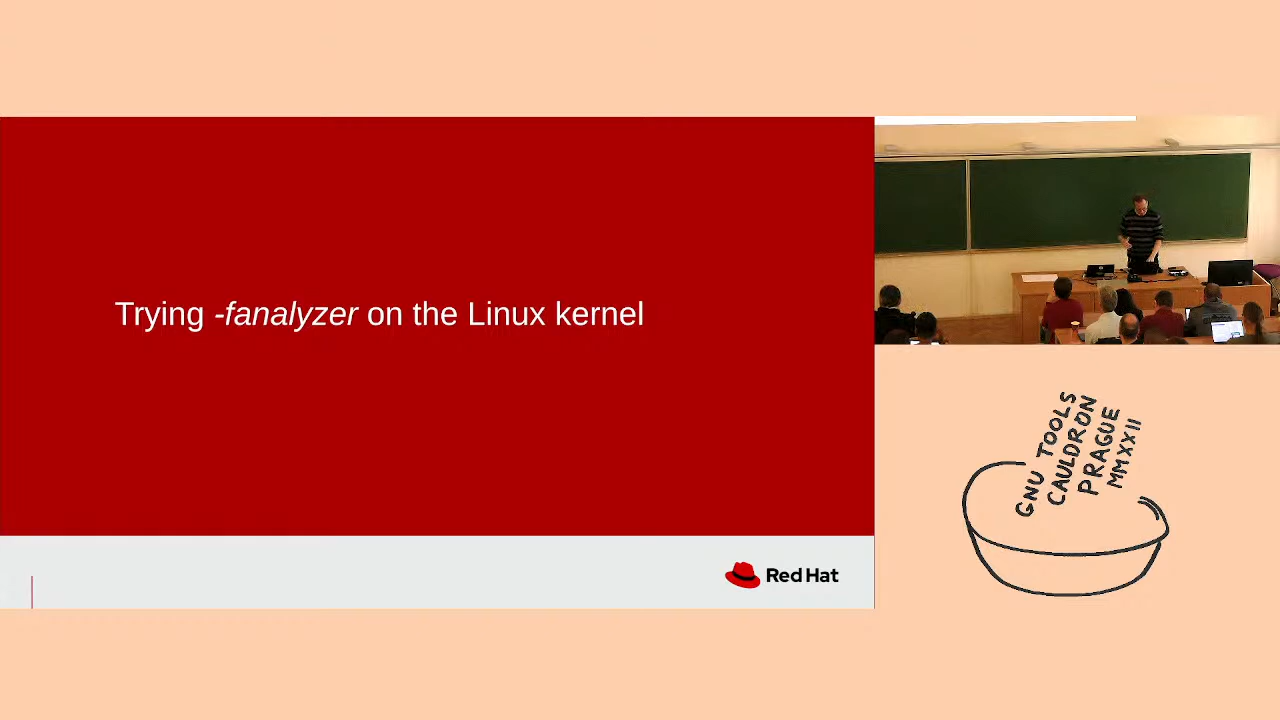 Trying -fanalyzer on the Linux kernel
Red Hat
GNU TOOLS
CAULDRON
PRAGUE
MMXXII